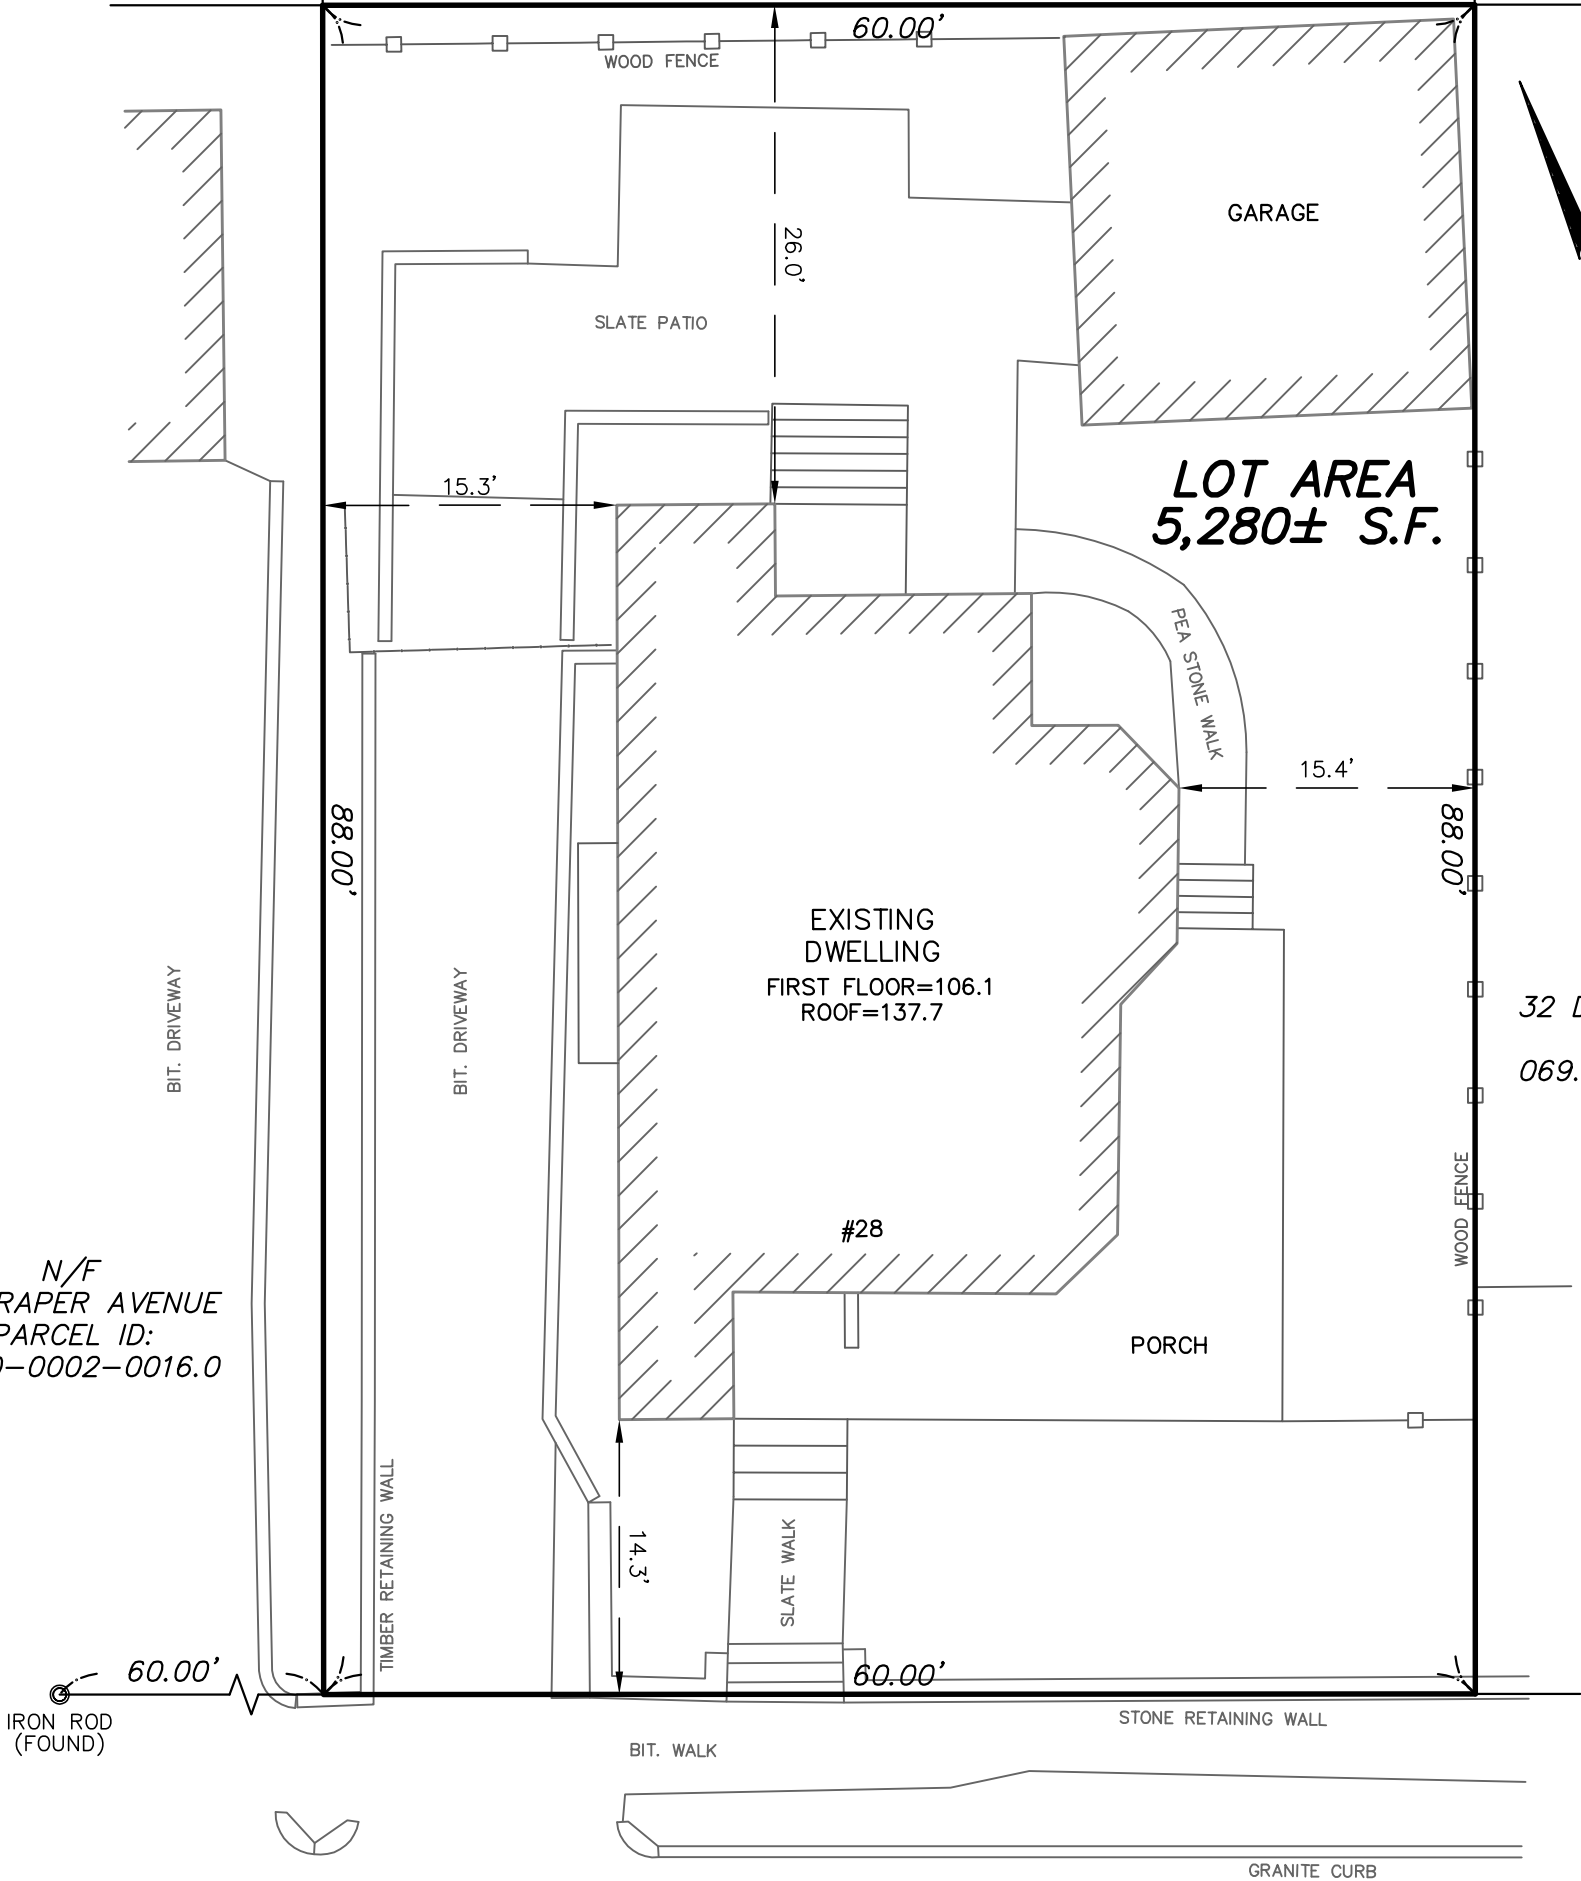 60.00'
WOOD FENCE
GARAGE
26.0'
SLATE PATIO
LOT AREA
5,280± S.F.
15.3'
PEA STONE WALK
15.4'
88.00'
88.00'
EXISTING
DWELLING
FIRST FLOOR=106.1
ROOF=137.7
BIT. DRIVEWAY
BIT. DRIVEWAY
32
069.
WOOD FENCE
#28
N/F
RAPER AVENUE
PARCEL ID:
-0002-0016.0
PORCH
TIMBER RETAINING WALL
14.3'
SLATE WALK
60.00'
60.00'
IRON ROD
(FOUND)
STONE RETAINING WALL
BIT. WALK
GRANITE CURB